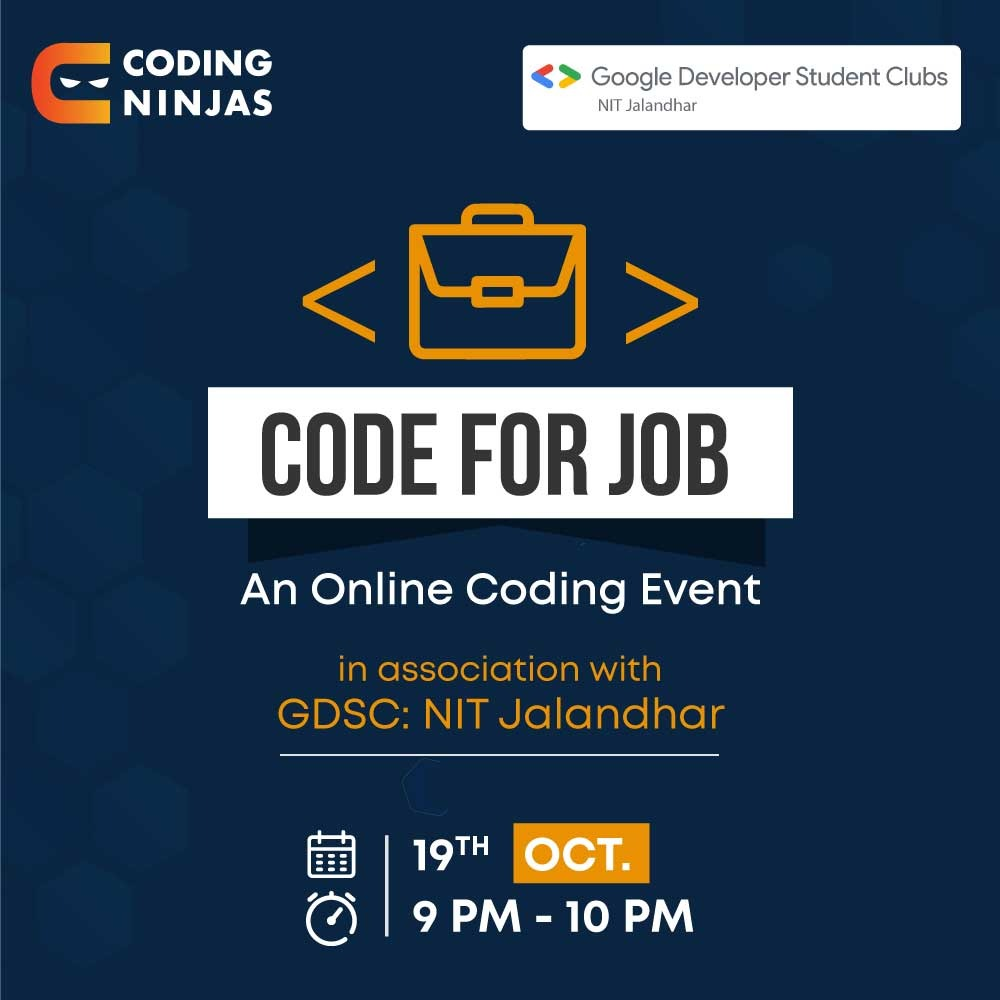 CODING
NINJAS
Google Developer Student Clubs
NIT Jalandhar
CODE FOR JOB
An Online Coding Event
in association with
GDSC: NIT Jalandhar
19TH OCT.
9 PM - 10 PM